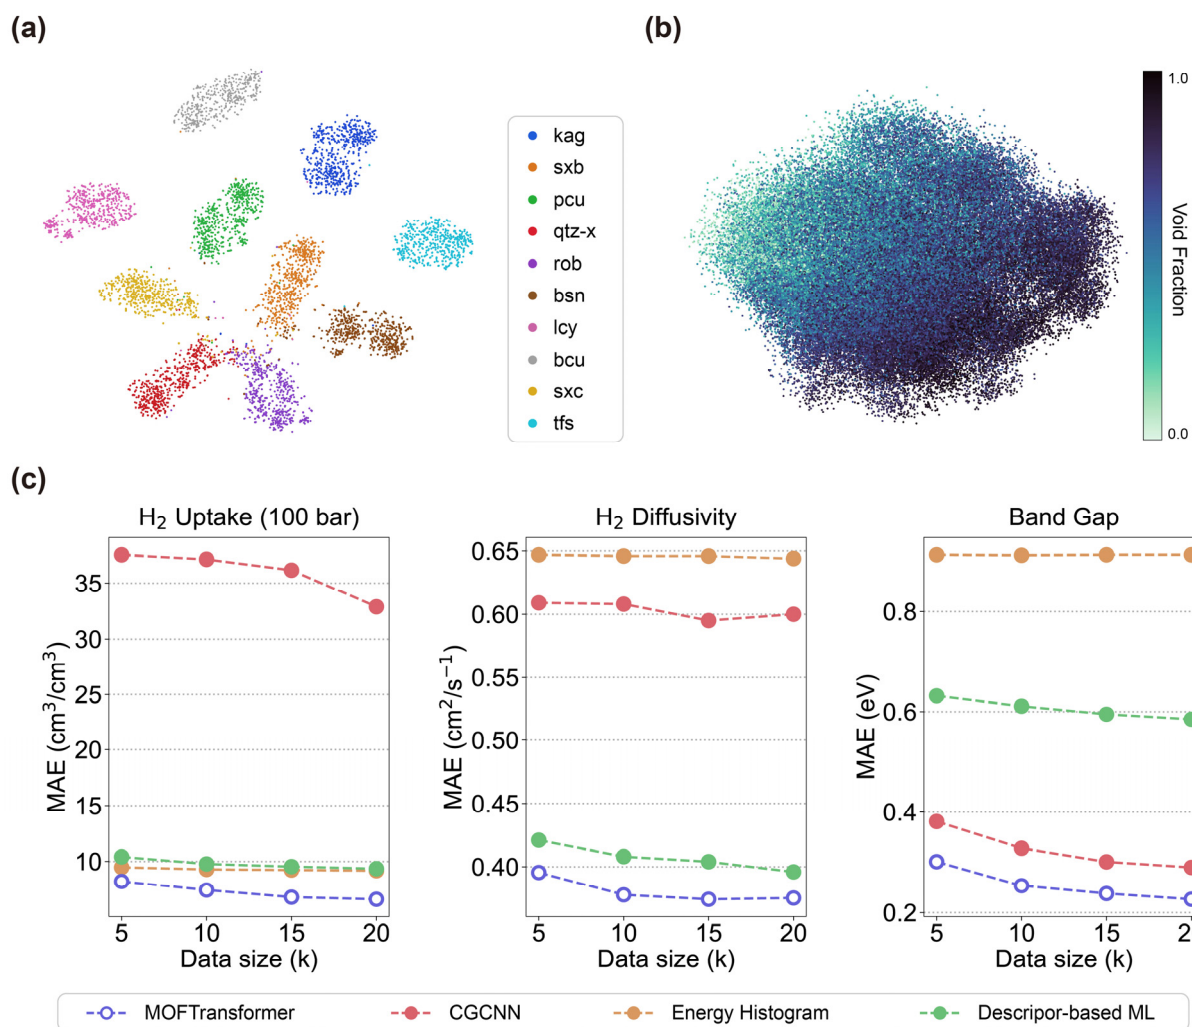 (a)
kag
sxb
pcu
qtz-x
rob
bsn
lcy
bcu
sxc
tfs
(b)
1.0
Void Fraction
0.0
(c)
H₂ Uptake (100 bar)
MAE (cm³/cm³)
35
30
25
20
15
10
5 10 15 20
Data size (k)
H₂ Diffusivity
MAE (cm²/s⁻¹)
0.65
0.60
0.55
0.50
0.45
0.40
5 10 15 20
Data size (k)
Band Gap
MAE (eV)
0.8
0.6
0.4
0.2
5 10 15 2
Data size (k)
MOFTransformer CGCNN Energy Histogram Descripor-based ML